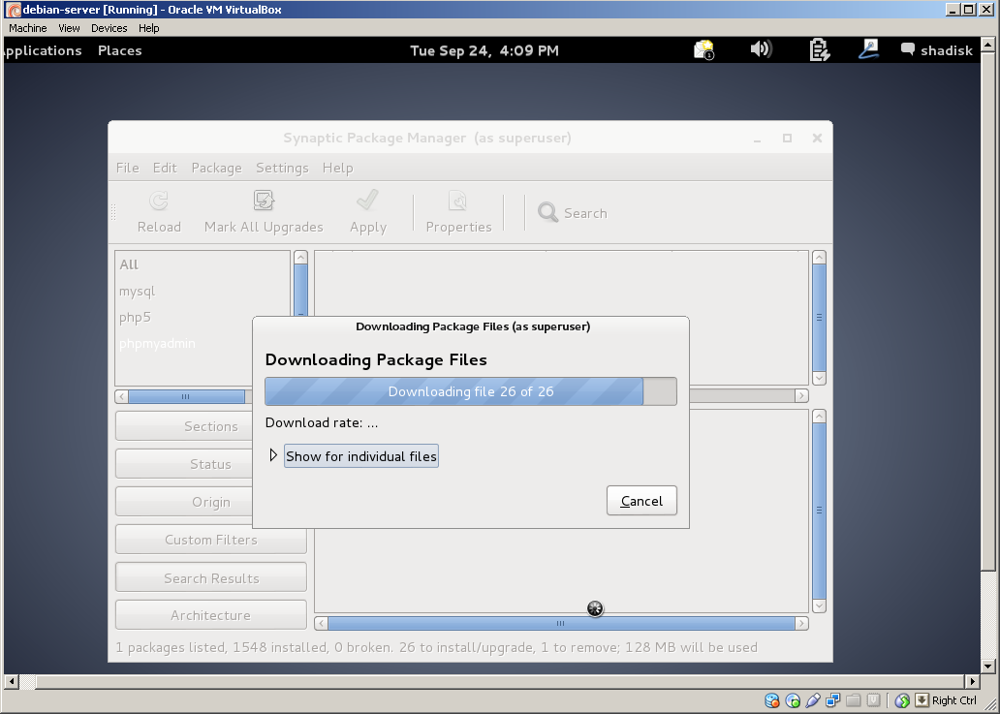 debian-server [Running] - Oracle VM VirtualBox
Machine View Devices Help
pplications Places Tue Sep 24, 4:09 PM 1 shadisk
Synaptic Package Manager (as superuser)
File Edit Package Settings Help
Reload Mark All Upgrades Apply Properties Search
All
mysql
php5
phpmyadmin
Downloading Package Files (as superuser)
Downloading Package Files
Downloading file 26 of 26
Download rate: ...
Show for individual files
Cancel
Sections
Status
Origin
Custom Filters
Search Results
Architecture
1 packages listed, 1548 installed, 0 broken. 26 to install/upgrade, 1 to remove; 128 MB will be used
Right Ctrl